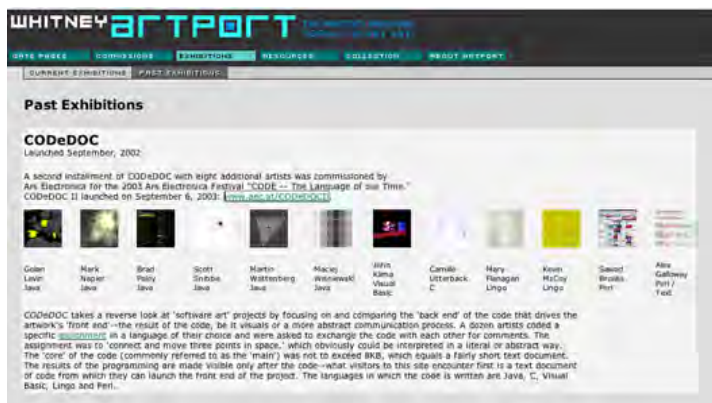 WHITNEY artport
GATE PAGES COMMISSIONS EXHIBITIONS RESOURCES COLLECTION ABOUT ARTPORT
CURRENT EXHIBITIONS PAST EXHIBITIONS
Past Exhibitions
CODeDOC
Launched September, 2002
A second installment of CODeDOC with eight additional artists was commissioned by
Ars Electronica for the 2003 Ars Electronica Festival "CODE -- The Language of our Time."
CODeDOC II launched on September 6, 2003: www.aec.at/CODeDOCII
Golan Levin Java
Mark Napier Java
Brad Paley Java
Scott Snibbe Java
Martin Wattenberg Java
Maciej Wisniewski Java
John Klima Visual Basic
Camille Utterback C
Mary Flanagan Lingo
Kevin McCoy Lingo
Sawad Brooks Perl
Alex Galloway Perl / Text
CODeDOC takes a reverse look at 'software art' projects by focusing on and comparing the 'back end' of the code that drives the
artwork's 'front end'--the result of the code, be it visuals or a more abstract communication process. A dozen artists coded a
specific assignment in a language of their choice and were asked to exchange the code with each other for comments. The
assignment was to 'connect and move three points in space,' which obviously could be interpreted in a literal or abstract way.
The 'core' of the code (commonly referred to as the 'main') was not to exceed 8KB, which equals a fairly short text document.
The results of the programming are made visible only after the code--what visitors to this site encounter first is a text document
of code from which they can launch the front end of the project. The languages in which the code is written are Java, C, Visual
Basic, Lingo and Perl.